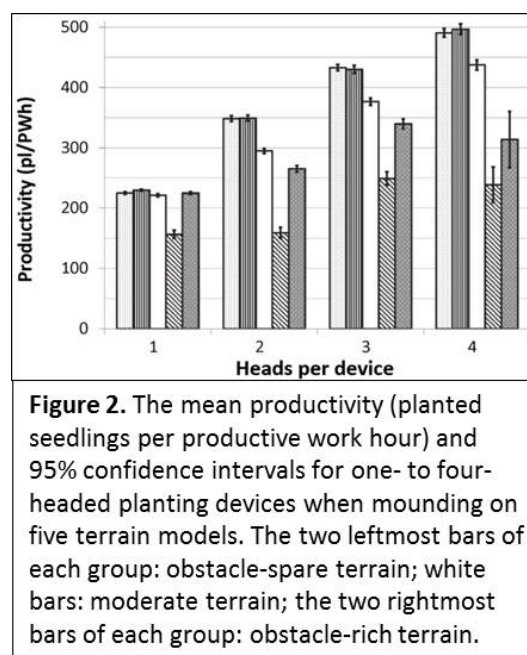 500
400
300
200
100
0
Productivity (pl/PWh)
1 2 3 4
Heads per device
Figure 2. The mean productivity (planted
seedlings per productive work hour) and
95% confidence intervals for one- to four-
headed planting devices when mounding on
five terrain models. The two leftmost bars of
each group: obstacle-spare terrain; white
bars: moderate terrain; the two rightmost
bars of each group: obstacle-rich terrain.